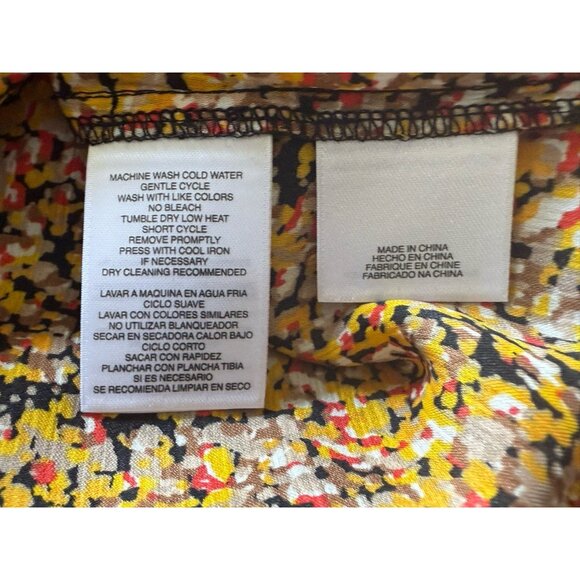 MACHINE WASH COLD WATER
GENTLE CYCLE
WASH WITH LIKE COLORS
NO BLEACH
TUMBLE DRY LOW HEAT
SHORT CYCLE
REMOVE PROMPTLY
PRESS WITH COOL IRON
IF NECESSARY
DRY CLEANING RECOMMENDED
LAVAR A MAQUINA EN AGUA FRIA
CICLO SUAVE
LAVAR CON COLORES SIMILARES
NO UTILIZAR BLANQUEADOR
SECAR EN SECADORA CALOR BAJO
CICLO CORTO
SACAR CON RAPIDEZ
PLANCHAR CON PLANCHA TIBIA
SI ES NECESARIO
SE RECOMIENDA LIMPIAR EN SECO
MADE IN CHINA
HECHO EN CHINA
FABRIQUE EN CHINE
FABRICADO NA CHINA